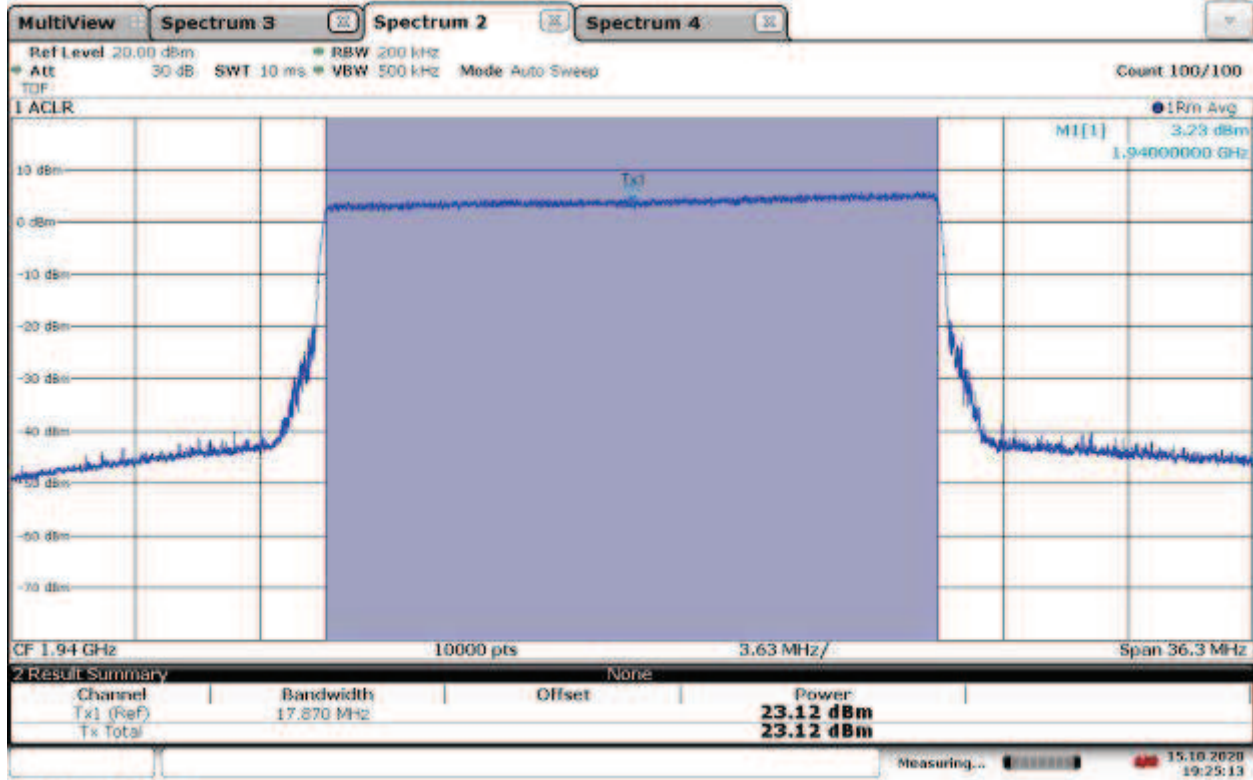 MultiView Spectrum 3 Spectrum 2 Spectrum 4
Ref Level 20.00 dBm RBW 200 kHz
Att 30 dB SWT 10 ms VBW 500 kHz Mode Auto Sweep Count 100/100
TDF
1 ACLR 1Rm Avg
M1[1] 3.23 dBm
1.94000000 GHz
10 dBm
Tx1
0 dBm
-10 dBm
-20 dBm
-30 dBm
-40 dBm
-50 dBm
-60 dBm
-70 dBm
CF 1.94 GHz 10000 pts 3.63 MHz/ Span 36.3 MHz
2 Result Summary None
Channel Bandwidth Offset Power
Tx1 (Ref) 17.870 MHz 23.12 dBm
Tx Total 23.12 dBm
Measuring... 15.10.2020
19:25:13